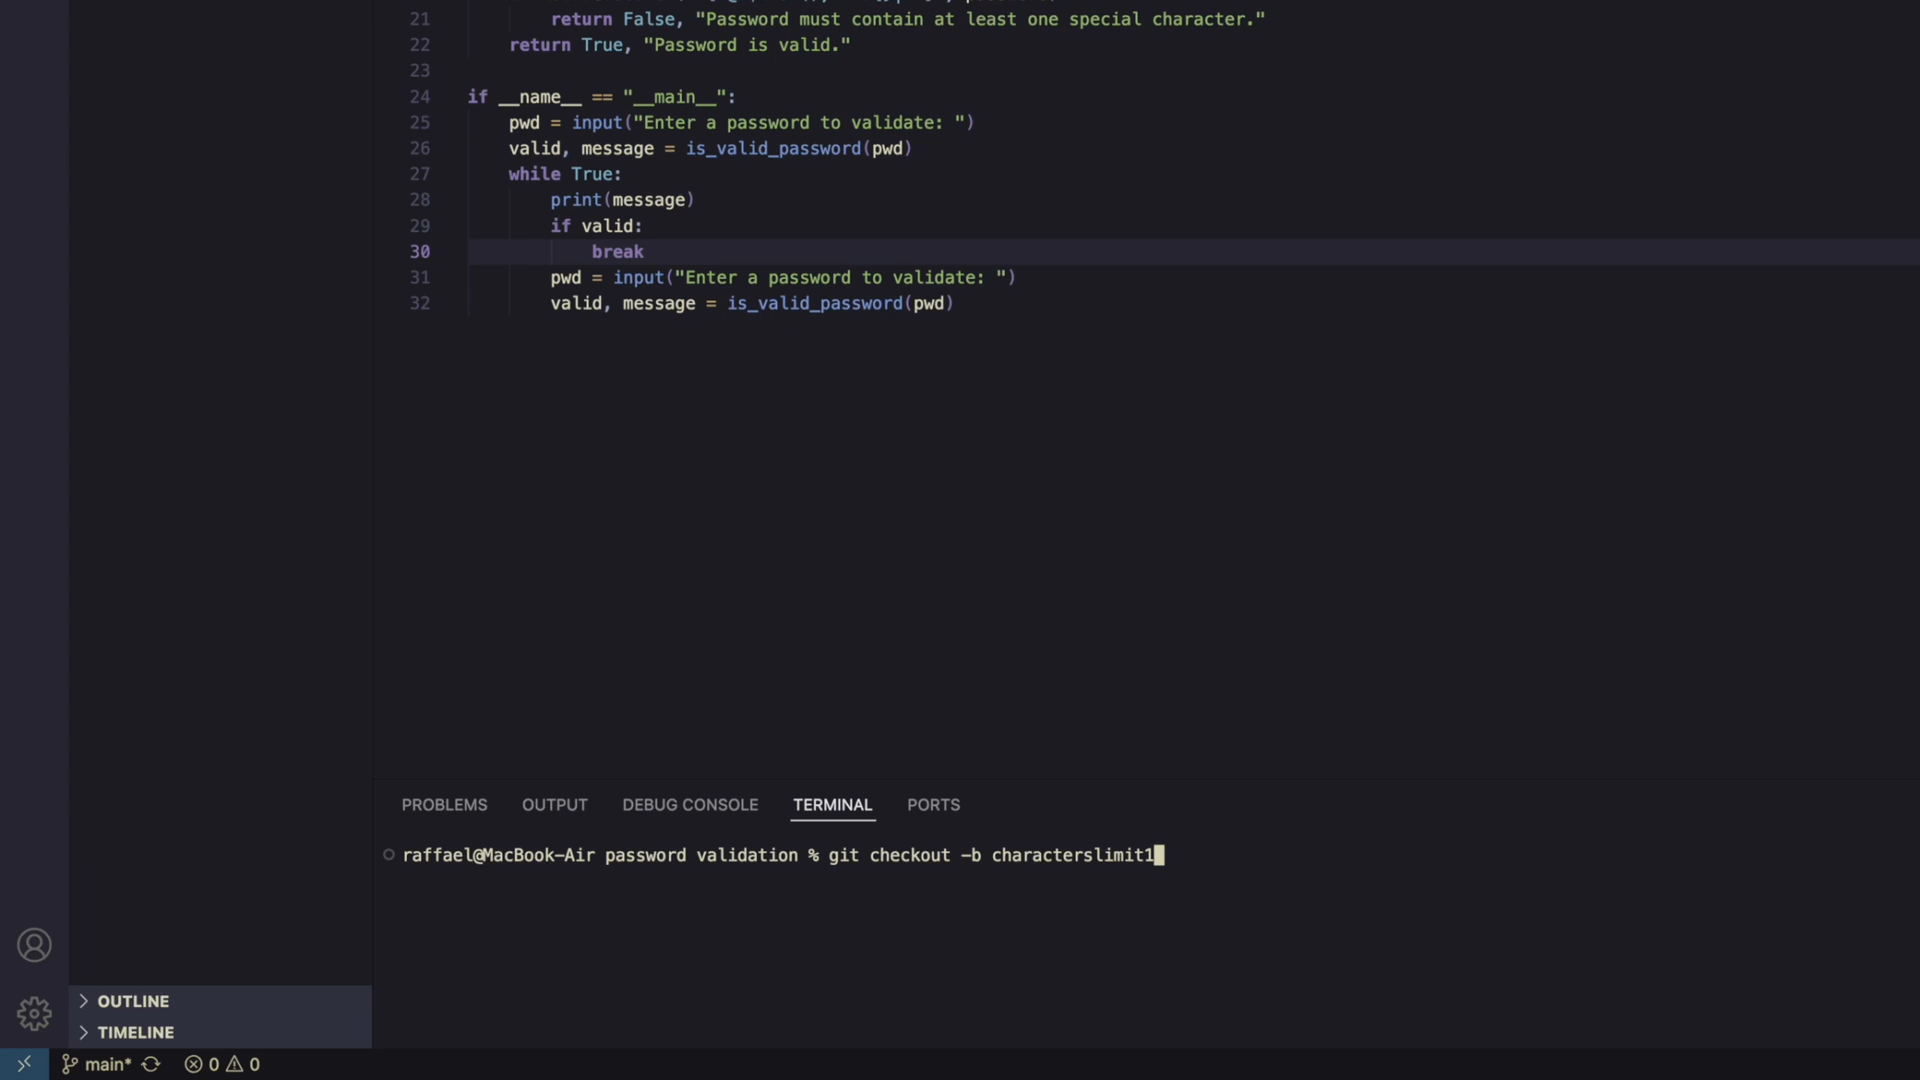 21 return False, "Password must contain at least one special character."
22 return True, "Password is valid."
23
24 if __name__ == "__main__":
25 pwd = input("Enter a password to validate: ")
26 valid, message = is_valid_password(pwd)
27 while True:
28 print(message)
29 if valid:
30 break
31 pwd = input("Enter a password to validate: ")
32 valid, message = is_valid_password(pwd)
PROBLEMS OUTPUT DEBUG CONSOLE TERMINAL PORTS
raffael@MacBook-Air password validation % git checkout -b characterslimit1
OUTLINE
TIMELINE
main* 0 0